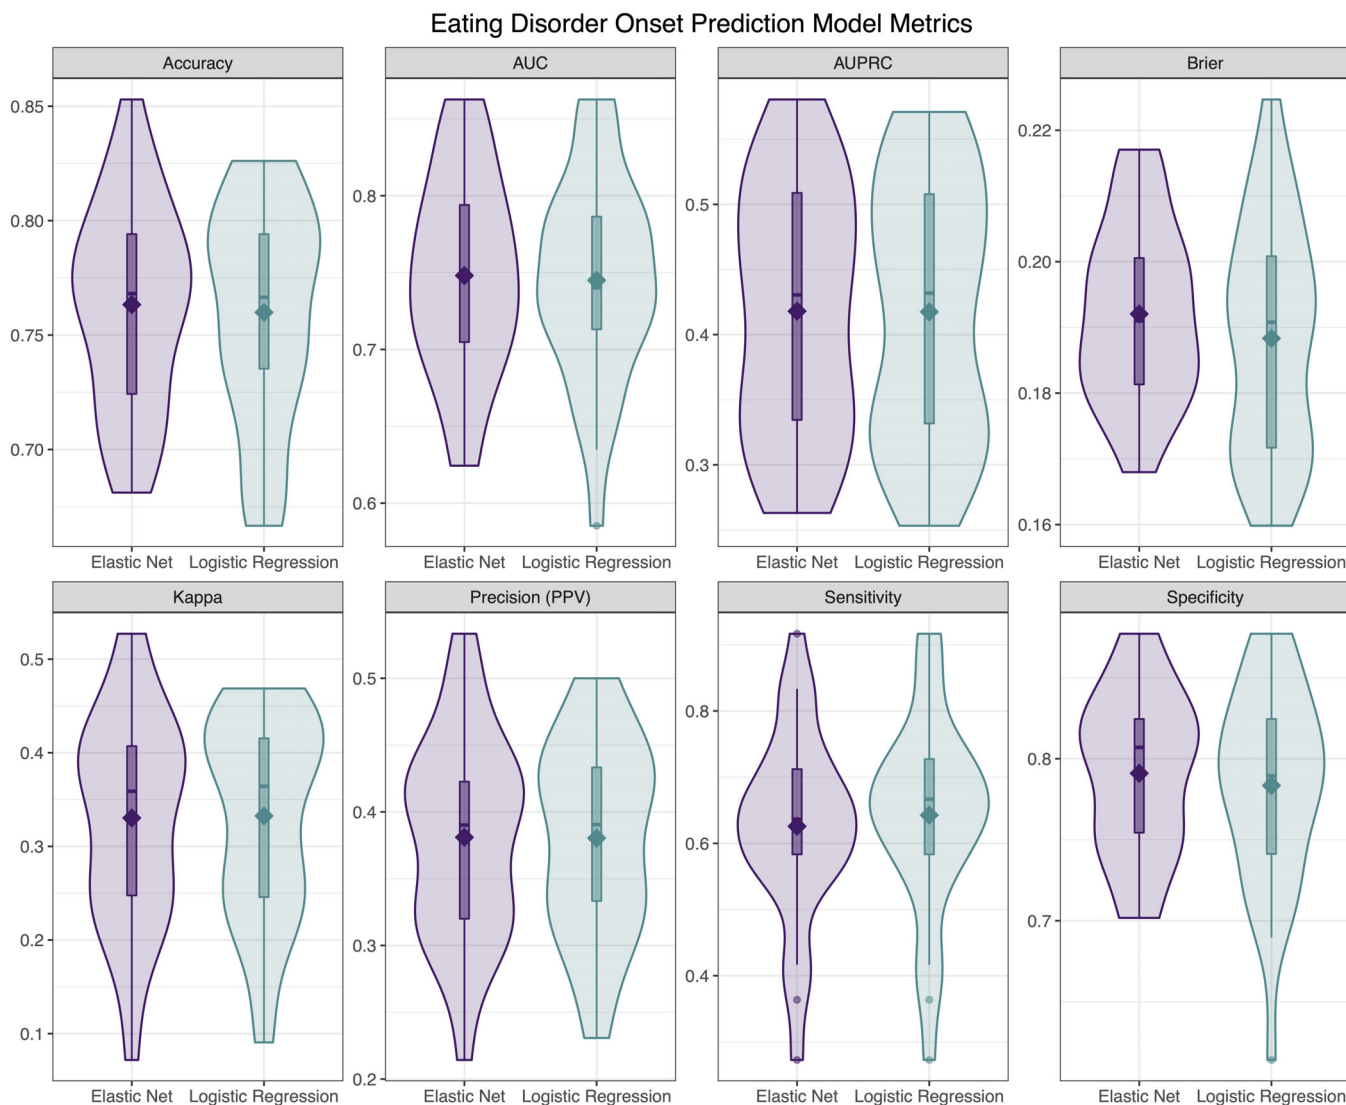 Eating Disorder Onset Prediction Model Metrics
Accuracy
AUC
AUPRC
Brier
0.85
0.80
0.75
0.70
0.8
0.7
0.6
0.5
0.4
0.3
0.22
0.20
0.18
0.16
Elastic Net Logistic Regression
Elastic Net Logistic Regression
Elastic Net Logistic Regression
Elastic Net Logistic Regression
Kappa
Precision (PPV)
Sensitivity
Specificity
0.5
0.4
0.3
0.2
0.1
0.5
0.4
0.3
0.2
0.8
0.6
0.4
0.8
0.7
Elastic Net Logistic Regression
Elastic Net Logistic Regression
Elastic Net Logistic Regression
Elastic Net Logistic Regression